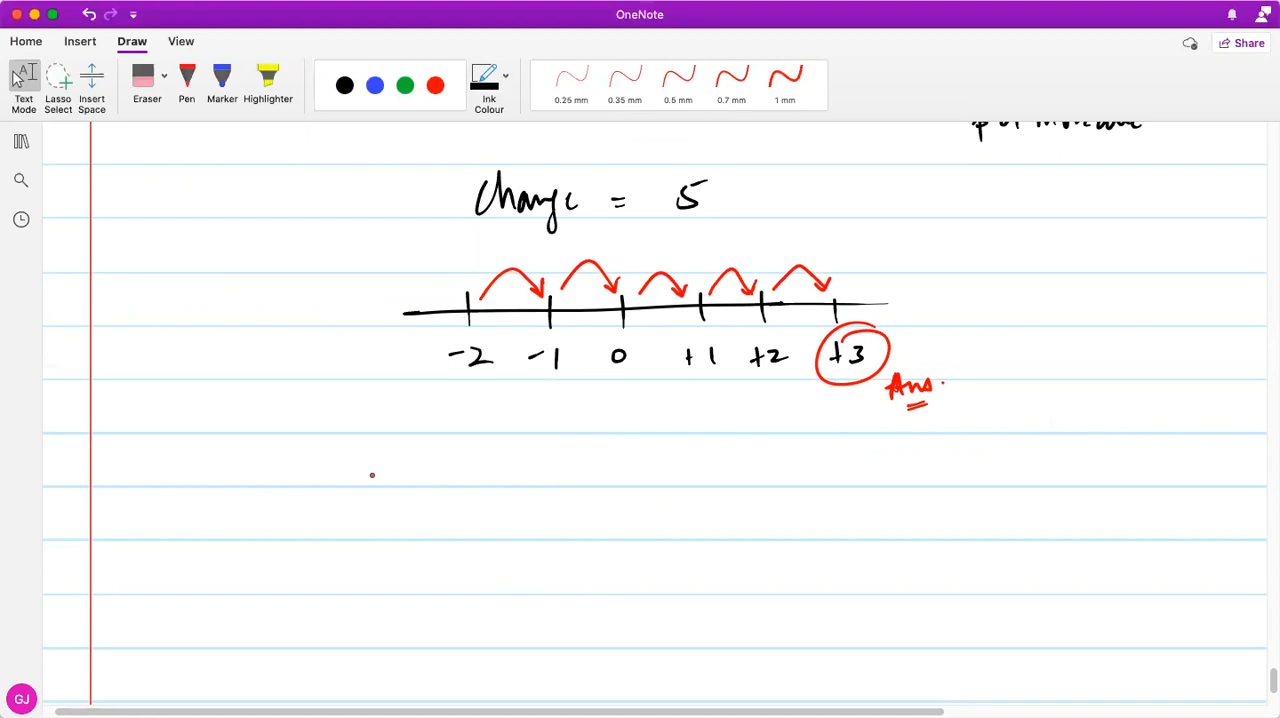 OneNote
Home Insert Draw View
Share
Text Mode
Lasso Select
Insert Space
Eraser
Pen
Marker
Highlighter
Ink Colour
0.25 mm
0.35 mm
0.5 mm
0.7 mm
1 mm
Change = 5
-2 -1 0 +1 +2 +3
Ans.
GJ